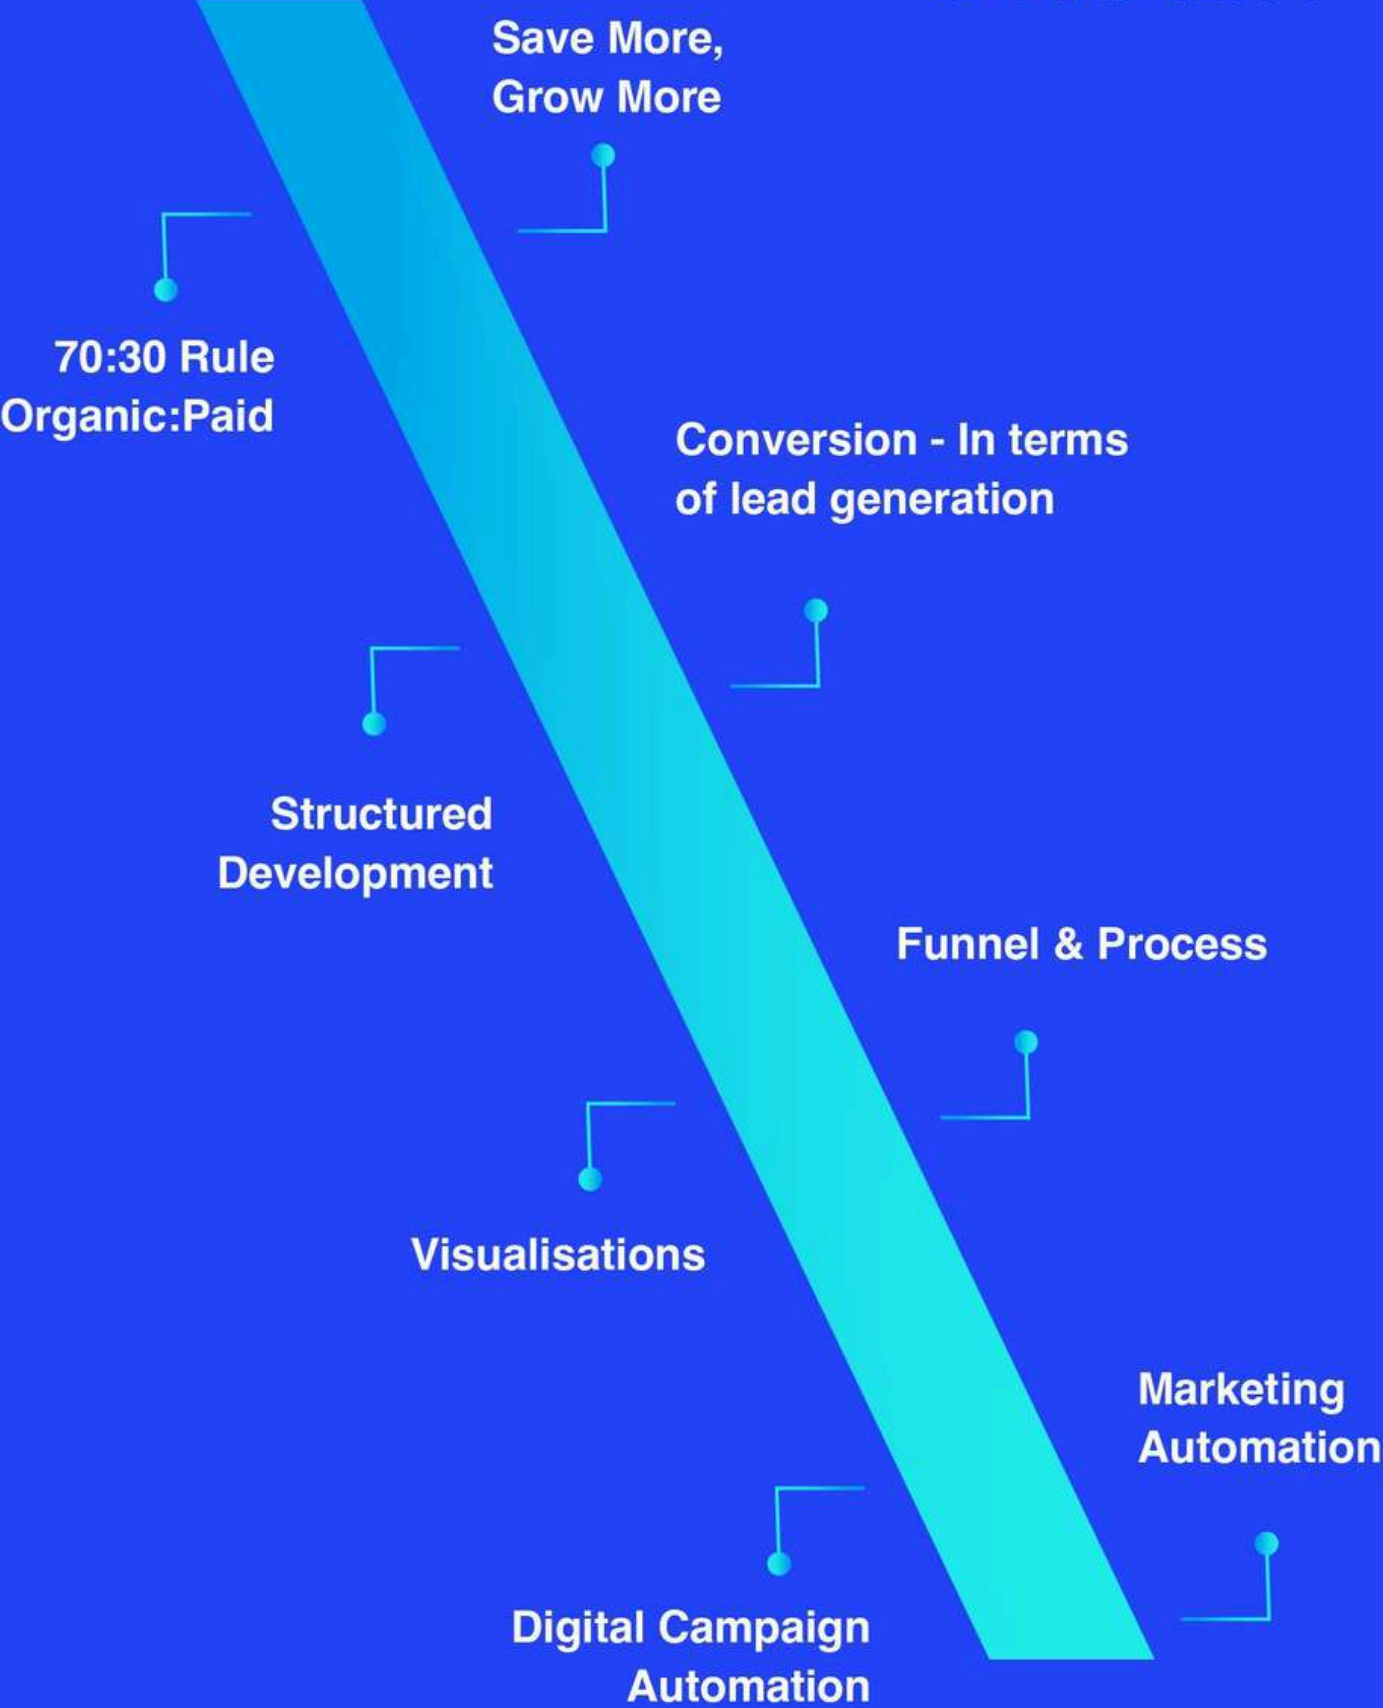 Save More,
Grow More
70:30 Rule
Organic:Paid
Conversion - In terms
of lead generation
Structured
Development
Funnel & Process
Visualisations
Marketing
Automation
Digital Campaign
Automation